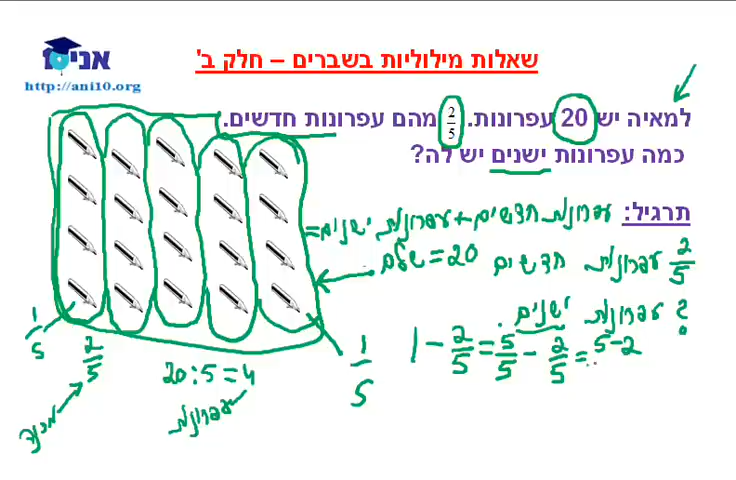 שאלות מילוליות בשברים – חלק ב'
אני10
http://ani10.org
למאיה יש 20 עפרונות. 2/5 מהם עפרונות חדשים.
כמה עפרונות ישנים יש לה?
תרגיל:
עפרונות חדשים + עפרונות ישנים =
2/5 עפרונות חדשים
שלם = 20
? עפרונות ישנים.
1 - 2/5 = 5/5 - 2/5 = 5-2
1/5
2/5
20:5=4
עפרונות
1/5
מכנה